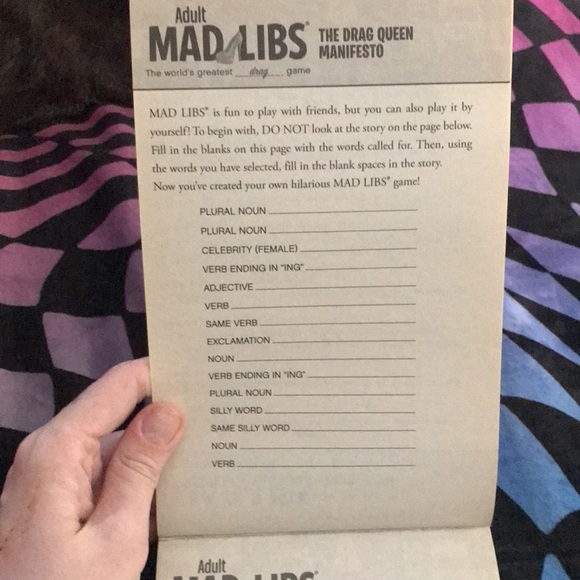 Adult
MAD LIBS® THE DRAG QUEEN
MANIFESTO
The world's greatest drag game
MAD LIBS® is fun to play with friends, but you can also play it by
yourself! To begin with, DO NOT look at the story on the page below.
Fill in the blanks on this page with the words called for. Then, using
the words you have selected, fill in the blank spaces in the story.
Now you've created your own hilarious MAD LIBS® game!
PLURAL NOUN
PLURAL NOUN
CELEBRITY (FEMALE)
VERB ENDING IN "ING"
ADJECTIVE
VERB
SAME VERB
EXCLAMATION
NOUN
VERB ENDING IN "ING"
PLURAL NOUN
SILLY WORD
SAME SILLY WORD
NOUN
VERB
Adult
MAD LIBS®